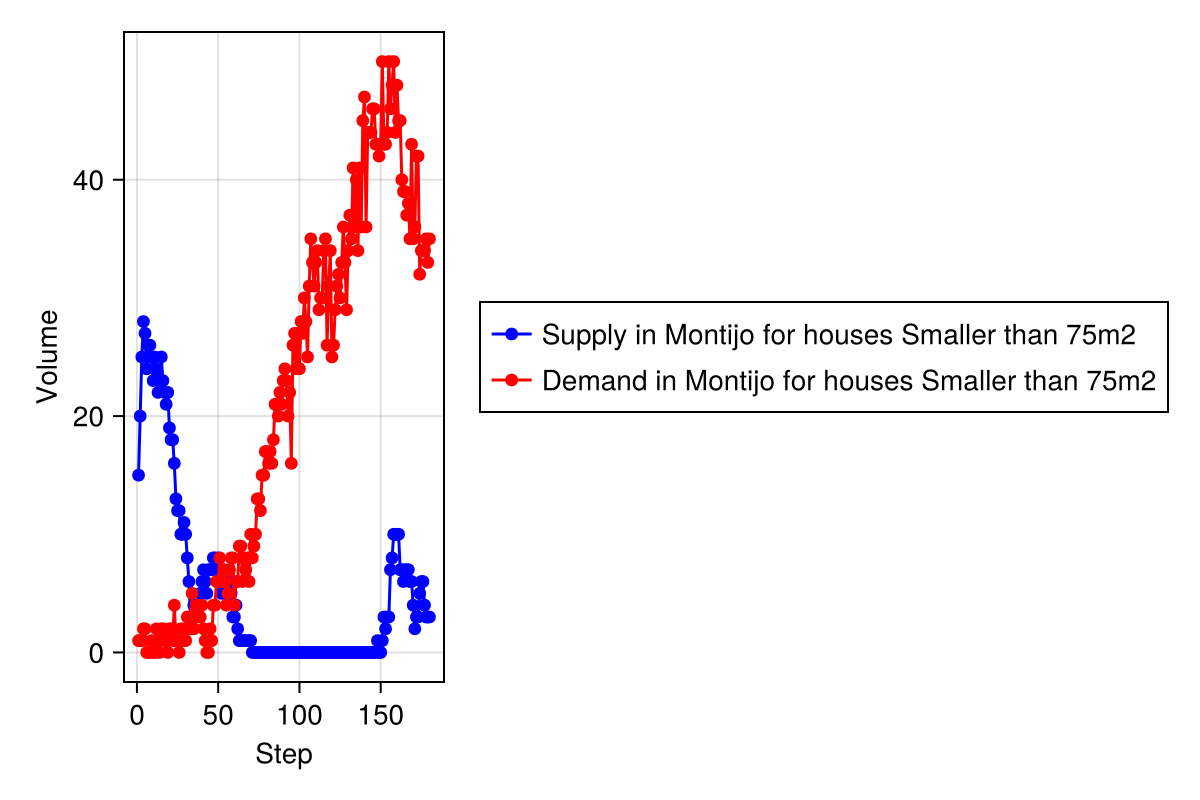 Volume
40
20
0
0 50 100 150
Step
Supply in Montijo for houses Smaller than 75m2
Demand in Montijo for houses Smaller than 75m2